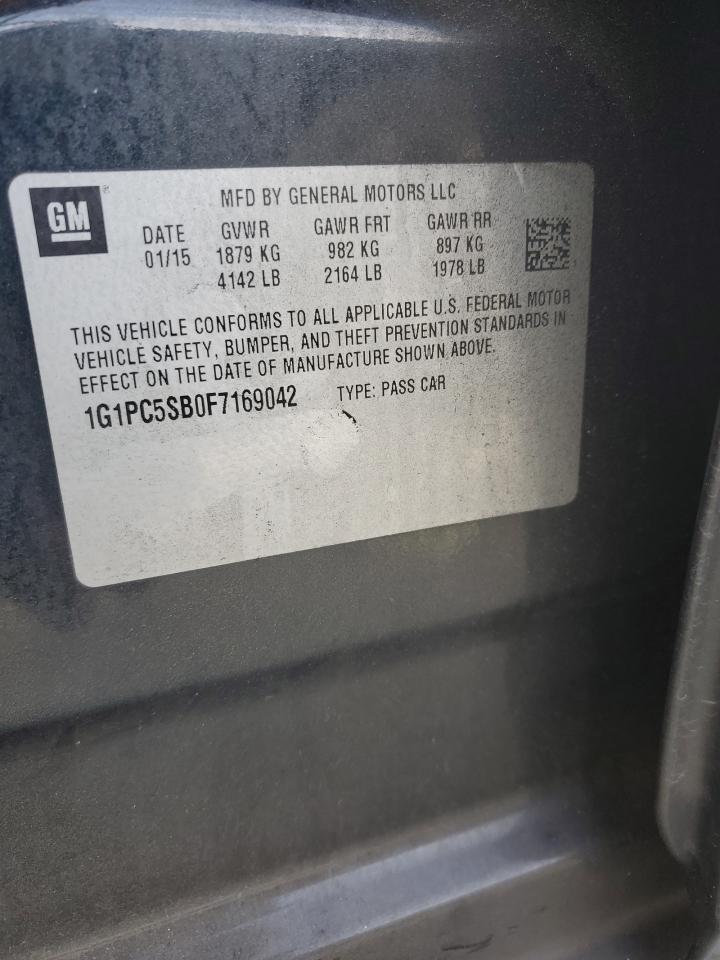 GM ®
MFD BY GENERAL MOTORS LLC
DATE GVWR GAWR FRT GAWR RR
01/15 1879 KG 982 KG 897 KG
4142 LB 2164 LB 1978 LB
THIS VEHICLE CONFORMS TO ALL APPLICABLE U.S. FEDERAL MOTOR
VEHICLE SAFETY, BUMPER, AND THEFT PREVENTION STANDARDS IN
EFFECT ON THE DATE OF MANUFACTURE SHOWN ABOVE.
1G1PC5SB0F7169042 TYPE: PASS CAR